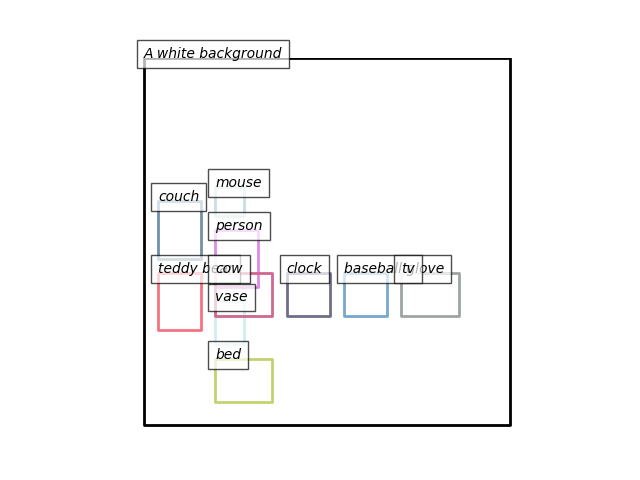 A white background
mouse
couch
person
teddy bear
cow
clock
baseball glove
tv
vase
bed